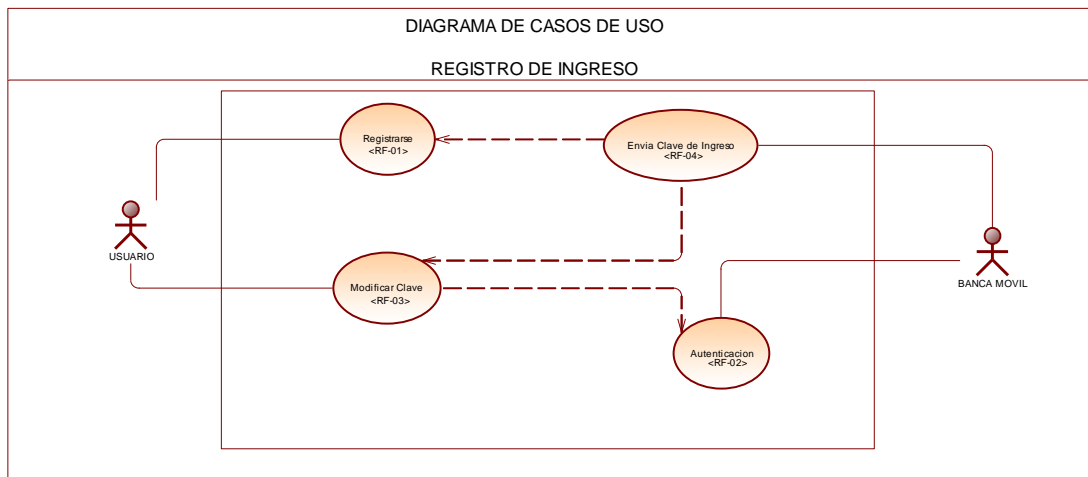 DIAGRAMA DE CASOS DE USO
REGISTRO DE INGRESO
Registrarse
<RF-01>
Envia Clave de Ingreso
<RF-04>
USUARIO
Modificar Clave
<RF-03>
BANCA MOVIL
Autenticacion
<RF-02>